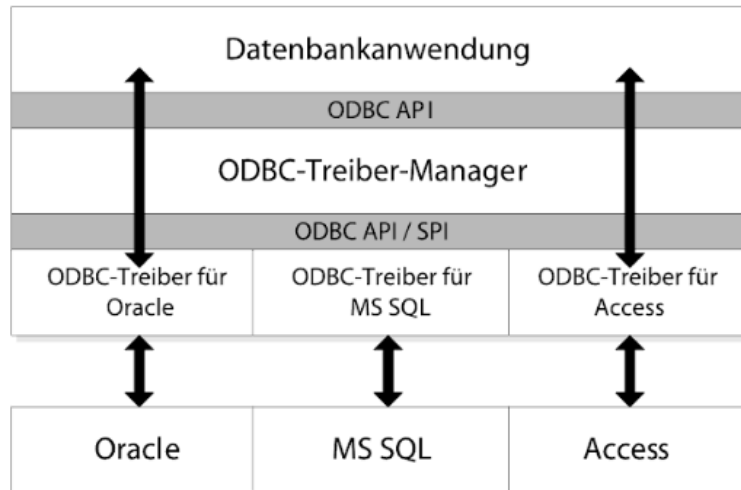 Datenbankanwendung
ODBC API
ODBC-Treiber-Manager
ODBC API / SPI
ODBC-Treiber für
Oracle
ODBC-Treiber für
MS SQL
ODBC-Treiber für
Access
Oracle
MS SQL
Access